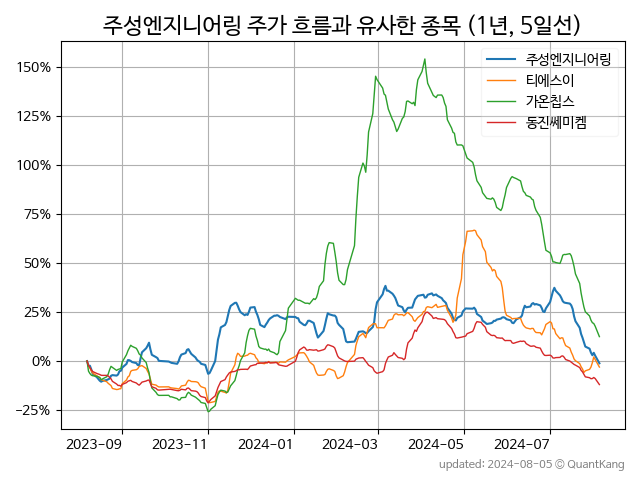 주성엔지니어링 주가 흐름과 유사한 종목 (1년, 5일선)
주성엔지니어링
티에스이
가온칩스
동진쎄미켐
150%
125%
100%
75%
50%
25%
0%
−25%
2023-09 2023-11 2024-01 2024-03 2024-05 2024-07
updated: 2024-08-05 © QuantKang